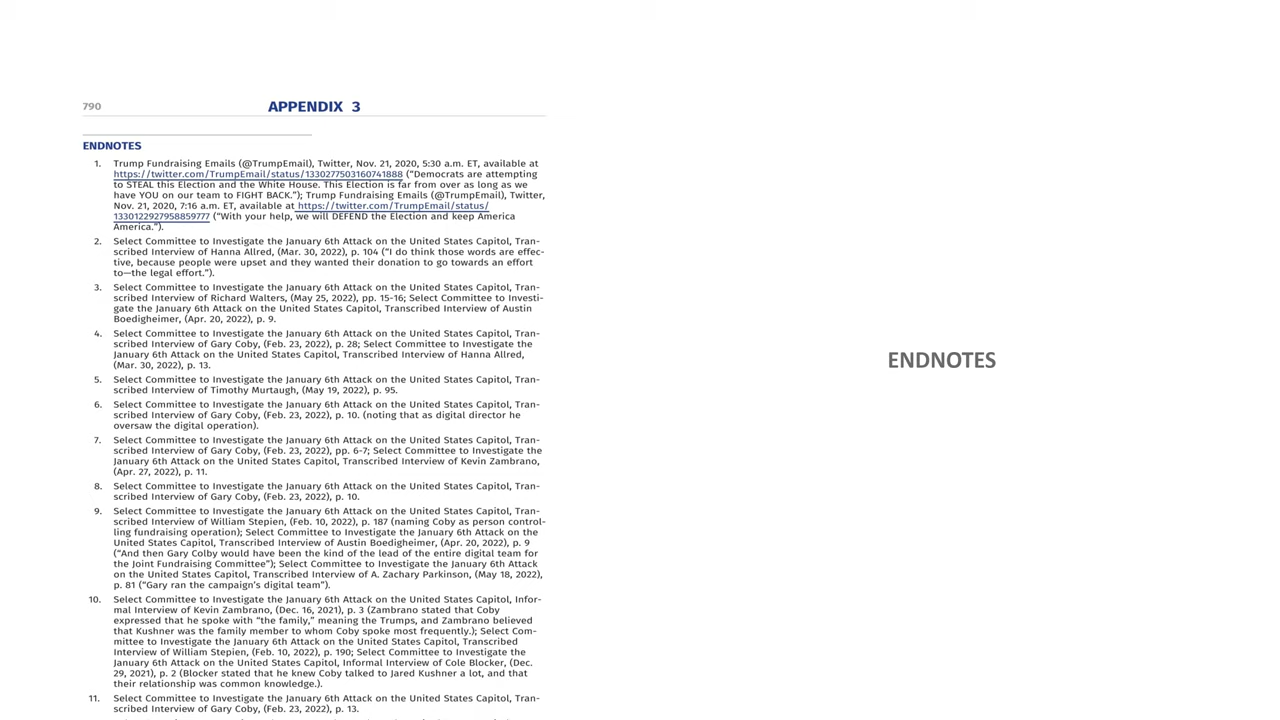 790
APPENDIX 3
ENDNOTES
1. Trump Fundraising Emails (@TrumpEmail), Twitter, Nov. 21, 2020, 5:30 a.m. ET, available at
https://twitter.com/TrumpEmail/status/1330277503160741888 (“Democrats are attempting
to STEAL this Election and the White House. This Election is far from over as long as we
have YOU on our team to FIGHT BACK.”); Trump Fundraising Emails (@TrumpEmail), Twitter,
Nov. 21, 2020, 7:16 a.m. ET, available at https://twitter.com/TrumpEmail/status/
1330122927958859777 (“With your help, we will DEFEND the Election and keep America
America.”).
2. Select Committee to Investigate the January 6th Attack on the United States Capitol, Tran-
scribed Interview of Hanna Allred, (Mar. 30, 2022), p. 104 (“I do think those words are effec-
tive, because people were upset and they wanted their donation to go towards an effort
to—the legal effort.”).
3. Select Committee to Investigate the January 6th Attack on the United States Capitol, Tran-
scribed Interview of Richard Walters, (May 25, 2022), pp. 15-16; Select Committee to Investi-
gate the January 6th Attack on the United States Capitol, Transcribed Interview of Austin
Boedigheimer, (Apr. 20, 2022), p. 9.
4. Select Committee to Investigate the January 6th Attack on the United States Capitol, Tran-
scribed Interview of Gary Coby, (Feb. 23, 2022), p. 28; Select Committee to Investigate the
January 6th Attack on the United States Capitol, Transcribed Interview of Hanna Allred,
(Mar. 30, 2022), p. 13.
5. Select Committee to Investigate the January 6th Attack on the United States Capitol, Tran-
scribed Interview of Timothy Murtaugh, (May 19, 2022), p. 95.
6. Select Committee to Investigate the January 6th Attack on the United States Capitol, Tran-
scribed Interview of Gary Coby, (Feb. 23, 2022), p. 10. (noting that as digital director he
oversaw the digital operation).
7. Select Committee to Investigate the January 6th Attack on the United States Capitol, Tran-
scribed Interview of Gary Coby, (Feb. 23, 2022), pp. 6-7; Select Committee to Investigate the
January 6th Attack on the United States Capitol, Transcribed Interview of Kevin Zambrano,
(Apr. 27, 2022), p. 11.
8. Select Committee to Investigate the January 6th Attack on the United States Capitol, Tran-
scribed Interview of Gary Coby, (Feb. 23, 2022), p. 10.
9. Select Committee to Investigate the January 6th Attack on the United States Capitol, Tran-
scribed Interview of William Stepien, (Feb. 10, 2022), p. 187 (naming Coby as person control-
ling fundraising operation); Select Committee to Investigate the January 6th Attack on the
United States Capitol, Transcribed Interview of Austin Boedigheimer, (Apr. 20, 2022), p. 9
(“And then Gary Colby would have been the kind of the lead of the entire digital team for
the Joint Fundraising Committee”); Select Committee to Investigate the January 6th Attack
on the United States Capitol, Transcribed Interview of A. Zachary Parkinson, (May 18, 2022),
p. 81 (“Gary ran the campaign’s digital team”).
10. Select Committee to Investigate the January 6th Attack on the United States Capitol, Infor-
mal Interview of Kevin Zambrano, (Dec. 16, 2021), p. 3 (Zambrano stated that Coby
expressed that he spoke with “the family,” meaning the Trumps, and Zambrano believed
that Kushner was the family member to whom Coby spoke most frequently.); Select Com-
mittee to Investigate the January 6th Attack on the United States Capitol, Transcribed
Interview of William Stepien, (Feb. 10, 2022), p. 190; Select Committee to Investigate the
January 6th Attack on the United States Capitol, Informal Interview of Cole Blocker, (Dec.
29, 2021), p. 2 (Blocker stated that he knew Coby talked to Jared Kushner a lot, and that
their relationship was common knowledge.).
11. Select Committee to Investigate the January 6th Attack on the United States Capitol, Tran-
scribed Interview of Gary Coby, (Feb. 23, 2022), p. 13.
ENDNOTES